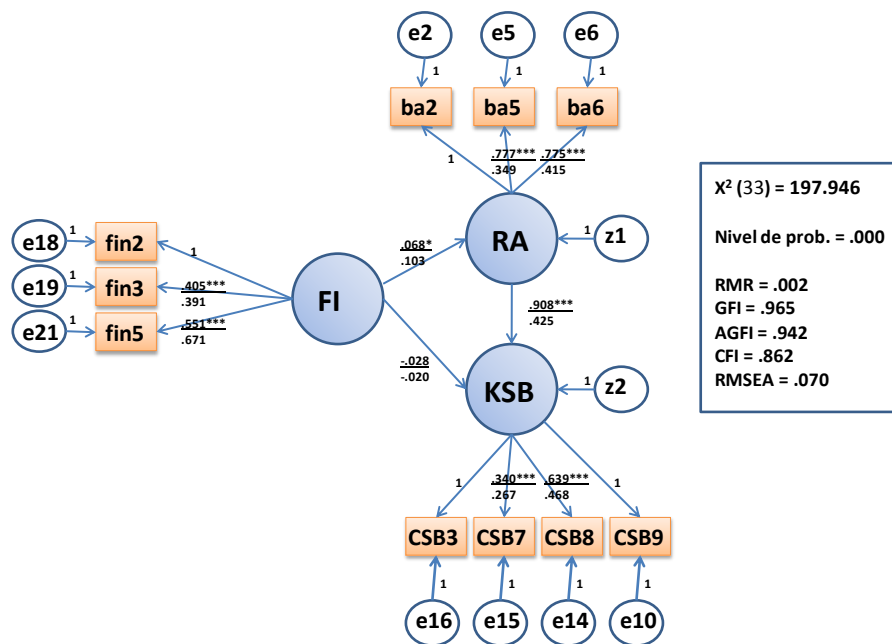 e2 e5 e6
1 1 1
ba2 ba5 ba6
1 .777*** .775***
.349 .415
X² (33) = 197.946
Nivel de prob. = .000
RMR = .002
GFI = .965
AGFI = .942
CFI = .862
RMSEA = .070
e18 1 fin2 1
e19 1 fin3 .405***
.391
e21 1 fin5 .551***
.671
FI
.068*
.103
RA 1 z1
.908***
.425
-.028
-.020
KSB 1 z2
1 .340*** .639*** 1
.267 .468
CSB3 CSB7 CSB8 CSB9
1 1 1 1
e16 e15 e14 e10